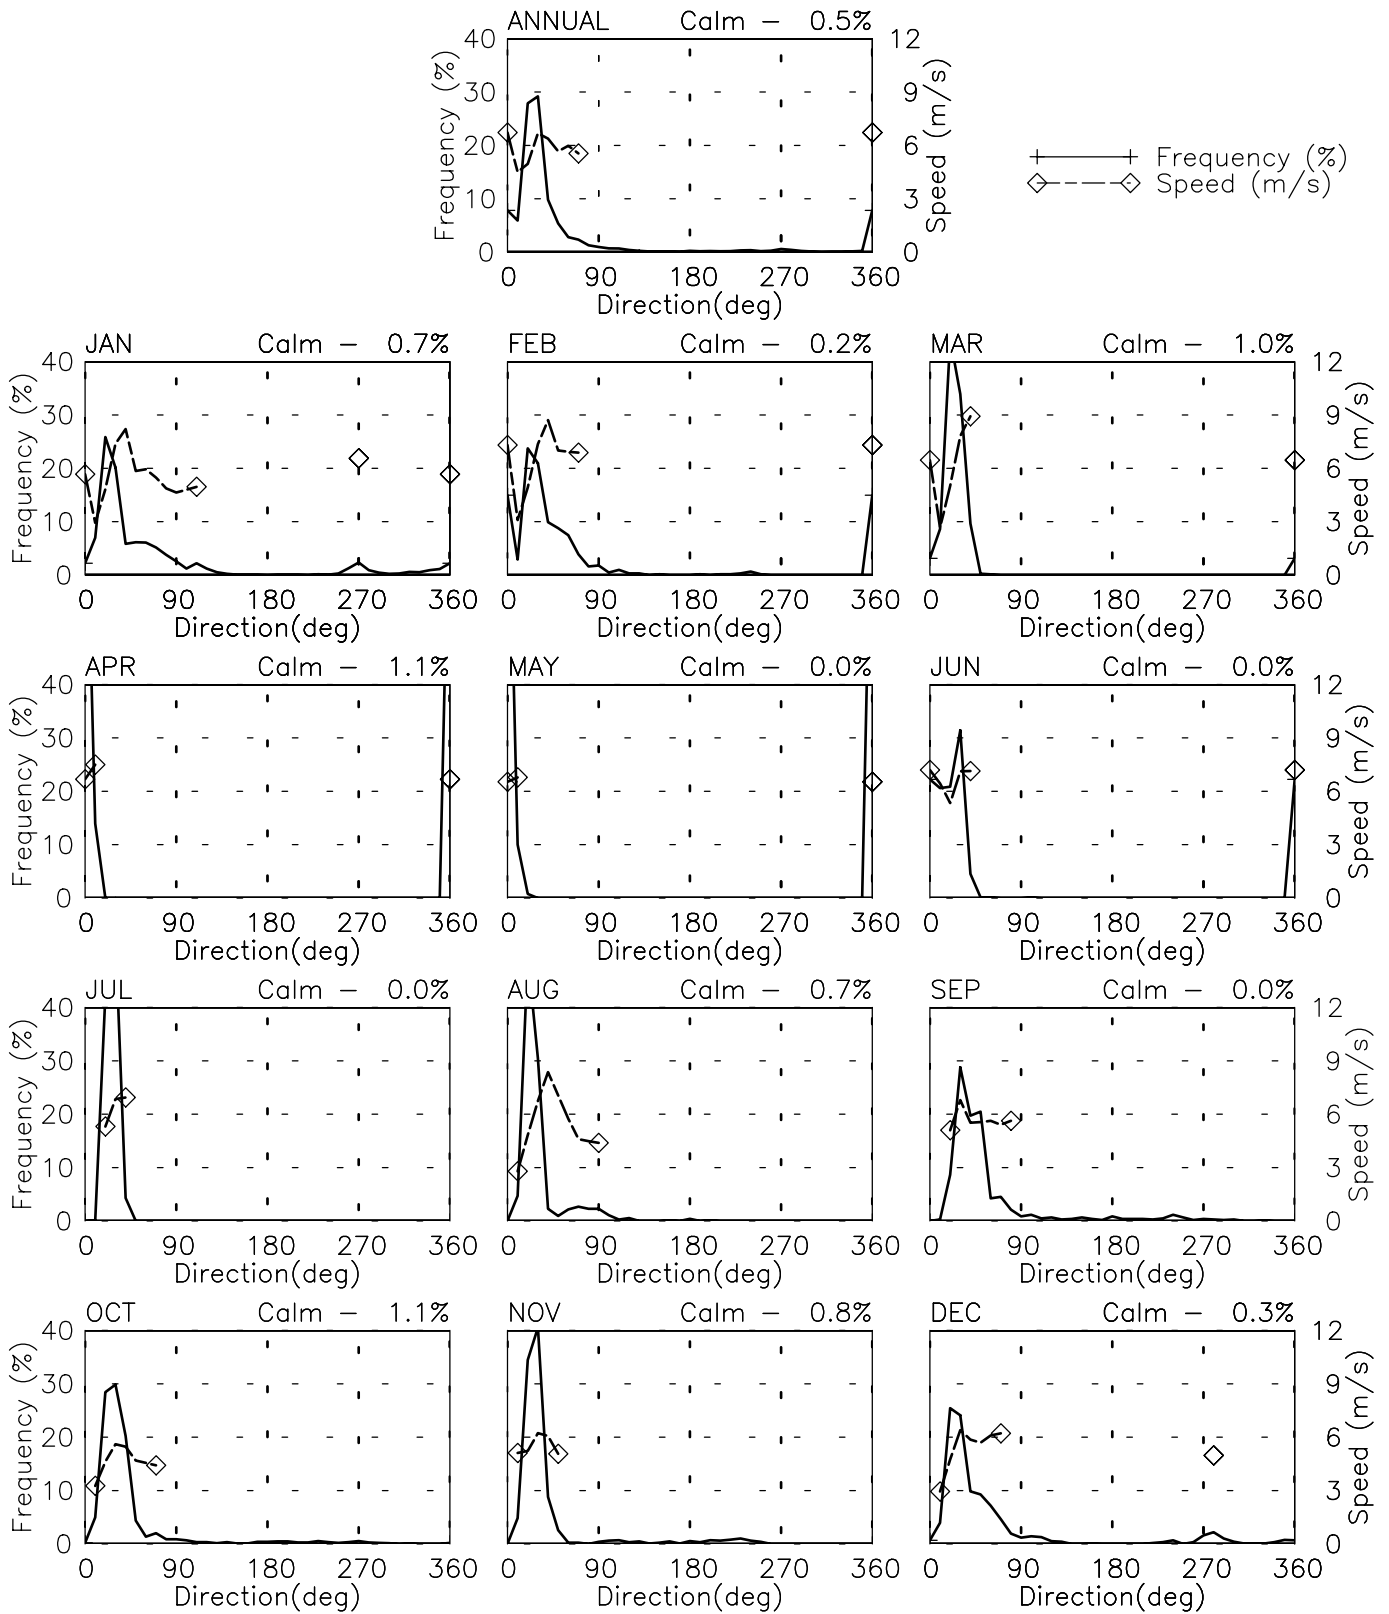 ANNUAL Calm - 0.5%
40 30 20 10 0
Frequency (%)
12 9 6 3 0
Speed (m/s)
0 90 180 270 360
Direction(deg)
Frequency (%)
Speed (m/s)
JAN Calm - 0.7%
40 30 20 10 0
Frequency (%)
0 90 180 270 360
Direction(deg)
FEB Calm - 0.2%
0 90 180 270 360
Direction(deg)
MAR Calm - 1.0%
12 9 6 3 0
Speed (m/s)
0 90 180 270 360
Direction(deg)
APR Calm - 1.1%
40 30 20 10 0
Frequency (%)
0 90 180 270 360
Direction(deg)
MAY Calm - 0.0%
0 90 180 270 360
Direction(deg)
JUN Calm - 0.0%
12 9 6 3 0
Speed (m/s)
0 90 180 270 360
Direction(deg)
JUL Calm - 0.0%
40 30 20 10 0
Frequency (%)
0 90 180 270 360
Direction(deg)
AUG Calm - 0.7%
0 90 180 270 360
Direction(deg)
SEP Calm - 0.0%
12 9 6 3 0
Speed (m/s)
0 90 180 270 360
Direction(deg)
OCT Calm - 1.1%
40 30 20 10 0
Frequency (%)
0 90 180 270 360
Direction(deg)
NOV Calm - 0.8%
0 90 180 270 360
Direction(deg)
DEC Calm - 0.3%
12 9 6 3 0
Speed (m/s)
0 90 180 270 360
Direction(deg)